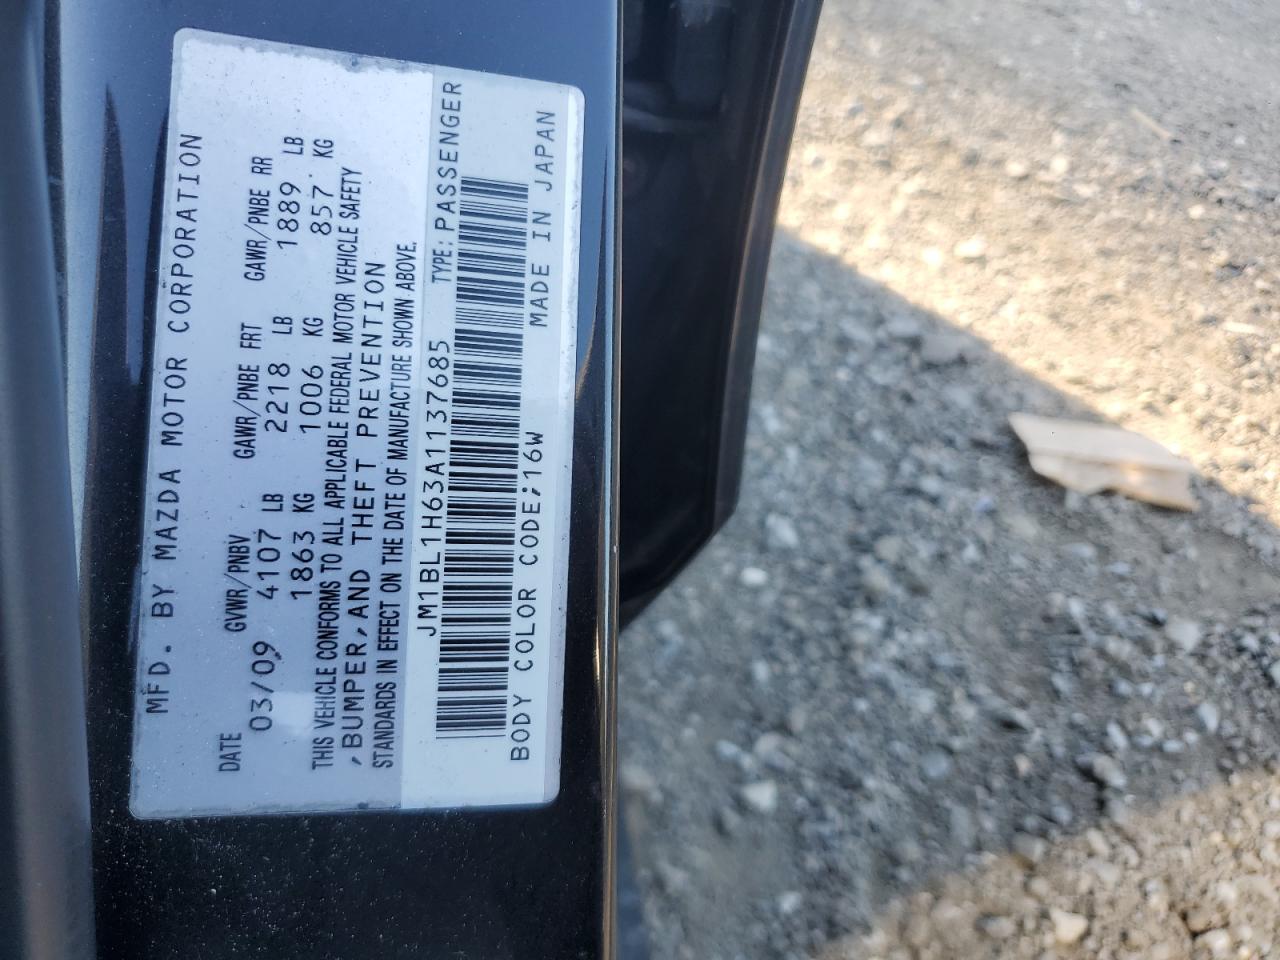 MFD. BY MAZDA MOTOR CORPORATION
DATE GVWR/PNBV GAWR/PNBE FRT GAWR/PNBE RR
03/09 4107 LB 2218 LB 1889 LB
1863 KG 1006 KG 857 KG
THIS VEHICLE CONFORMS TO ALL APPLICABLE FEDERAL MOTOR VEHICLE SAFETY
,BUMPER, AND THEFT PREVENTION
STANDARDS IN EFFECT ON THE DATE OF MANUFACTURE SHOWN ABOVE.
JM1BL1H63A1137685 TYPE: PASSENGER
BODY COLOR CODE;16W MADE IN JAPAN